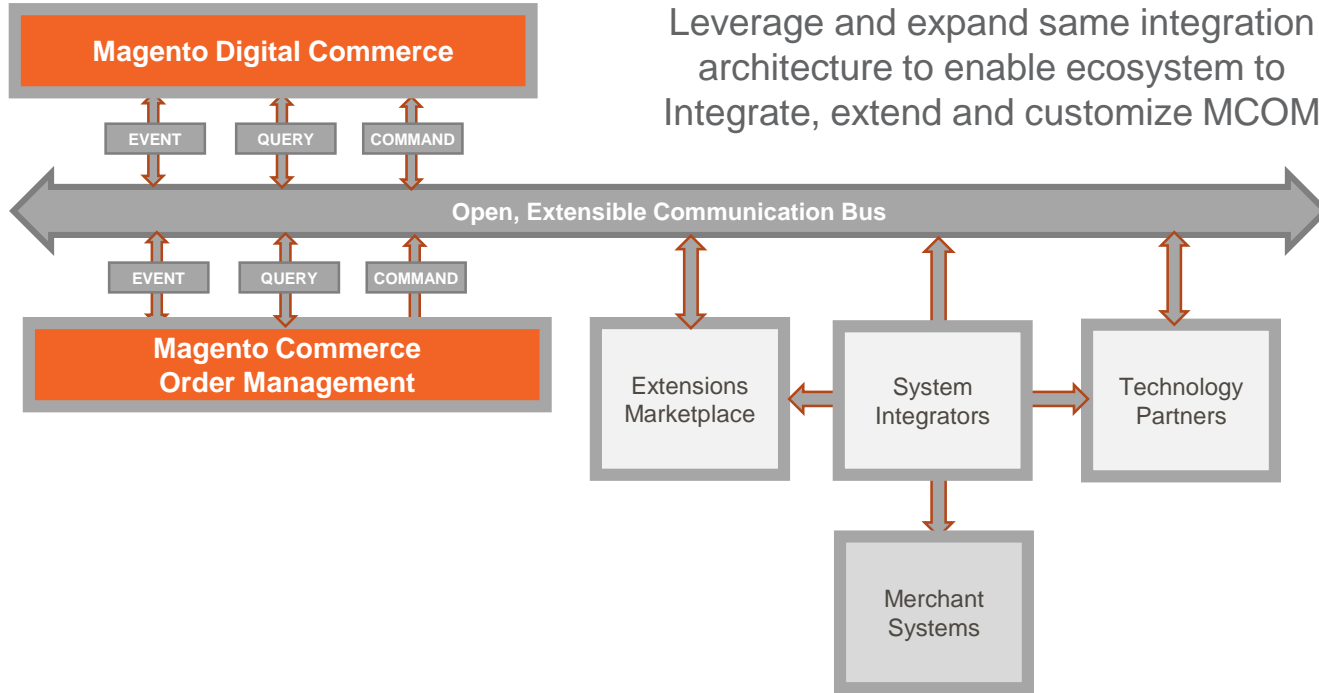 Magento Digital Commerce
Leverage and expand same integration
architecture to enable ecosystem to
Integrate, extend and customize MCOM
EVENT
QUERY
COMMAND
Open, Extensible Communication Bus
EVENT
QUERY
COMMAND
Magento Commerce
Order Management
Extensions
Marketplace
System
Integrators
Technology
Partners
Merchant
Systems